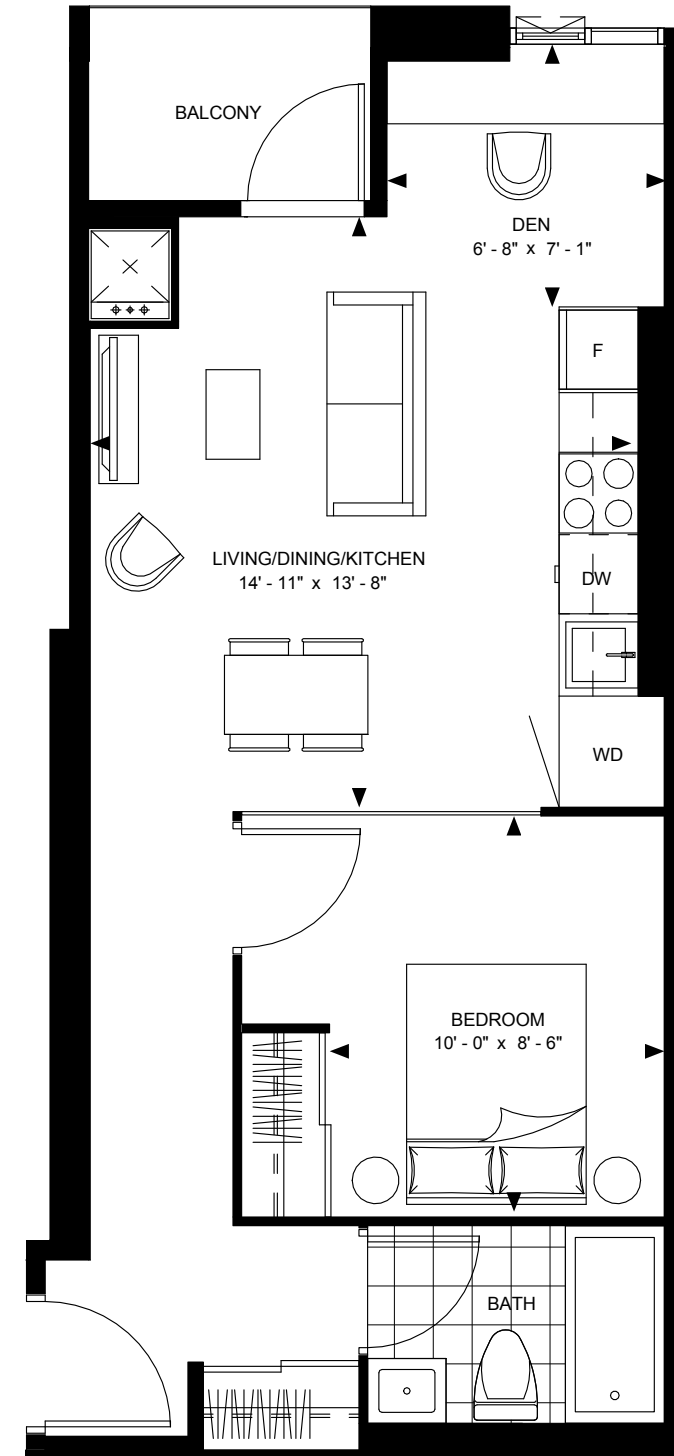 BALCONY
DEN
6' - 8" x 7' - 1"
F
LIVING/DINING/KITCHEN
14' - 11" x 13' - 8"
DW
WD
BEDROOM
10' - 0" x 8' - 6"
BATH